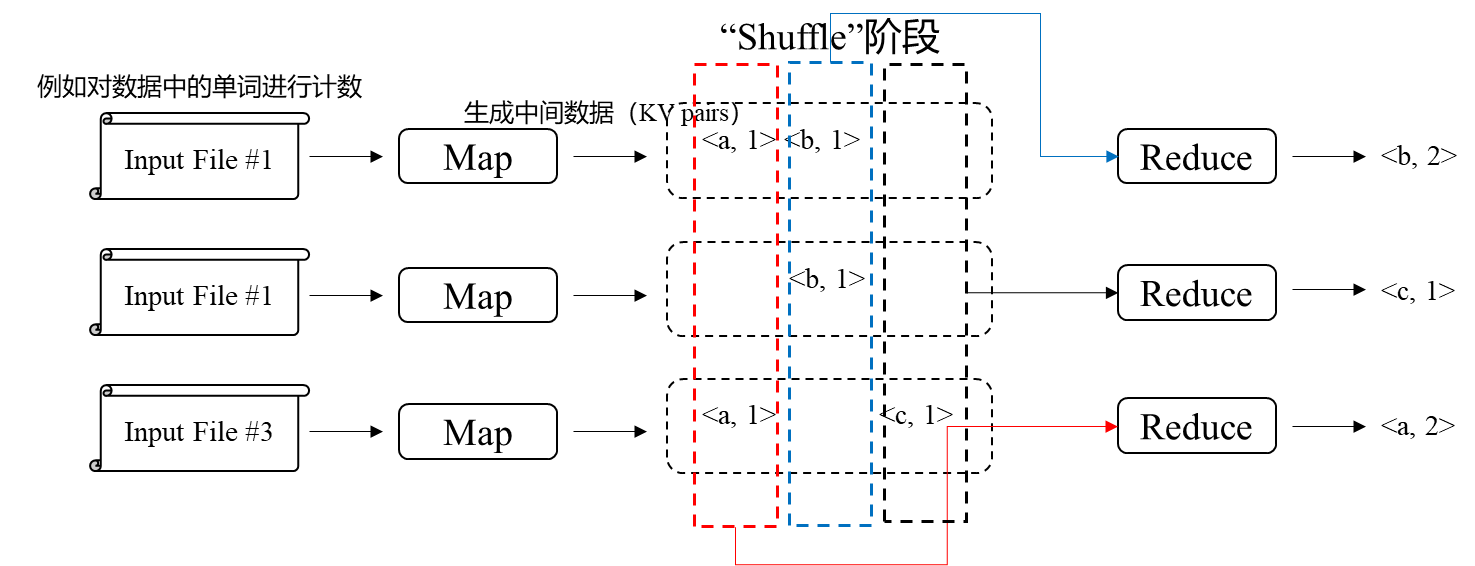 “Shuffle”阶段
例如对数据中的单词进行计数
生成中间数据（KV pairs）
Input File #1
Map
<a, 1>
<b, 1>
Reduce
<b, 2>
Input File #1
Map
<b, 1>
Reduce
<c, 1>
Input File #3
Map
<a, 1>
<c, 1>
Reduce
<a, 2>